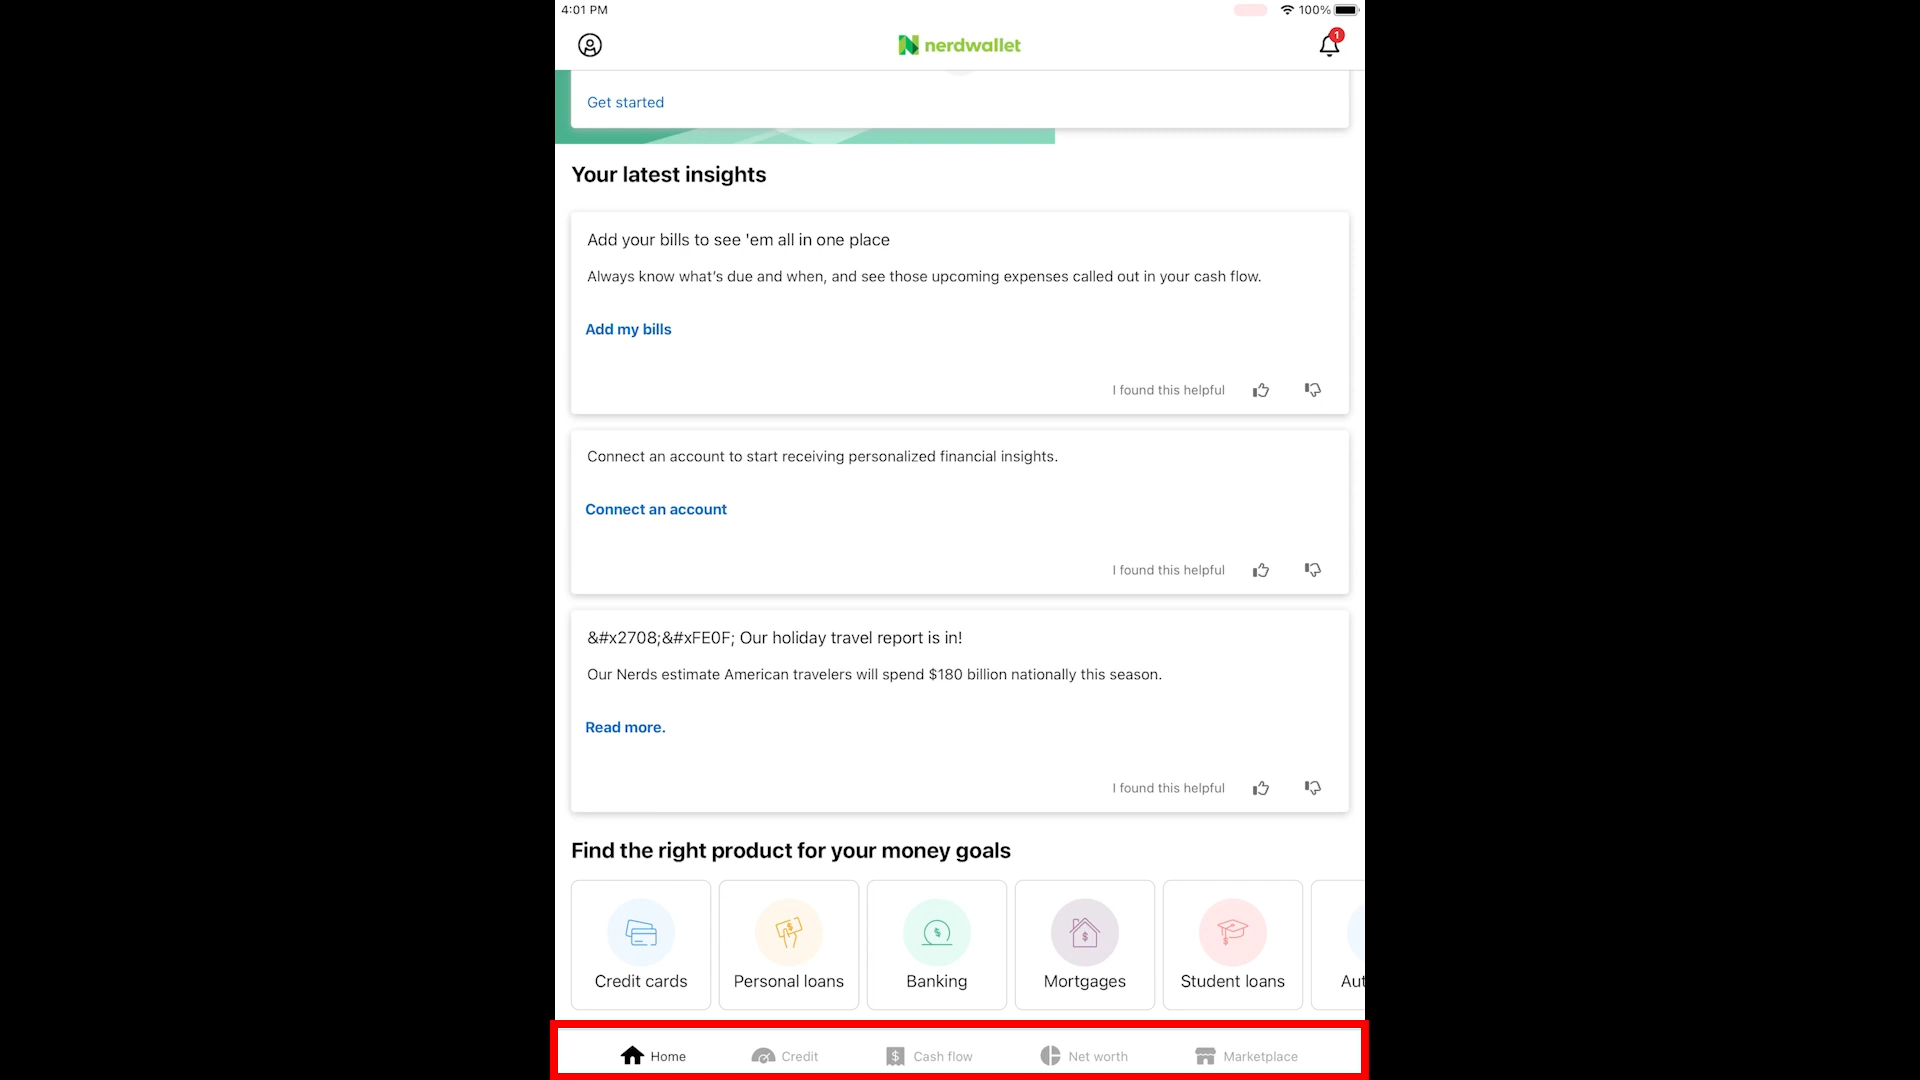 4:01 PM
100%
nerdwallet
1
Get started
Your latest insights
Add your bills to see 'em all in one place
Always know what's due and when, and see those upcoming expenses called out in your cash flow.
Add my bills
I found this helpful
Connect an account to start receiving personalized financial insights.
Connect an account
I found this helpful
&#x2708;&#xFE0F; Our holiday travel report is in!
Our Nerds estimate American travelers will spend $180 billion nationally this season.
Read more.
I found this helpful
Find the right product for your money goals
Credit cards
Personal loans
Banking
Mortgages
Student loans
Aut
Home
Credit
Cash flow
Net worth
Marketplace